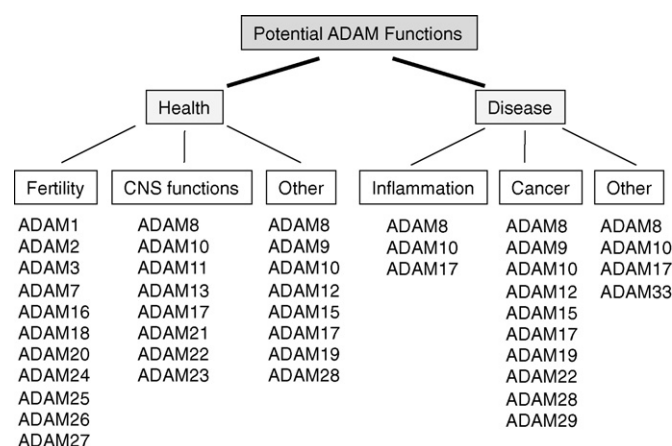 Potential ADAM Functions
Health
Disease
Fertility
CNS functions
Other
Inflammation
Cancer
Other
ADAM1
ADAM2
ADAM3
ADAM7
ADAM16
ADAM18
ADAM20
ADAM24
ADAM25
ADAM26
ADAM27
ADAM8
ADAM10
ADAM11
ADAM13
ADAM17
ADAM21
ADAM22
ADAM23
ADAM8
ADAM9
ADAM10
ADAM12
ADAM15
ADAM17
ADAM19
ADAM28
ADAM8
ADAM10
ADAM17
ADAM8
ADAM9
ADAM10
ADAM12
ADAM15
ADAM17
ADAM19
ADAM22
ADAM28
ADAM29
ADAM8
ADAM10
ADAM17
ADAM33